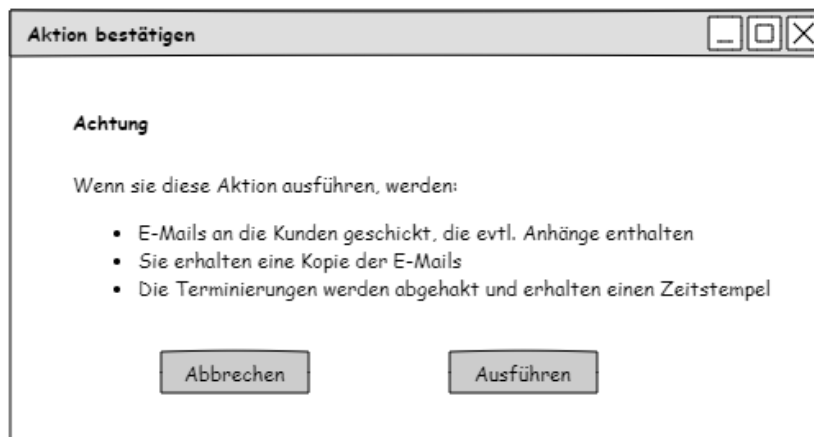 Aktion bestätigen
Achtung
Wenn sie diese Aktion ausführen, werden:
• E-Mails an die Kunden geschickt, die evtl. Anhänge enthalten
• Sie erhalten eine Kopie der E-Mails
• Die Terminierungen werden abgehakt und erhalten einen Zeitstempel
Abbrechen Ausführen